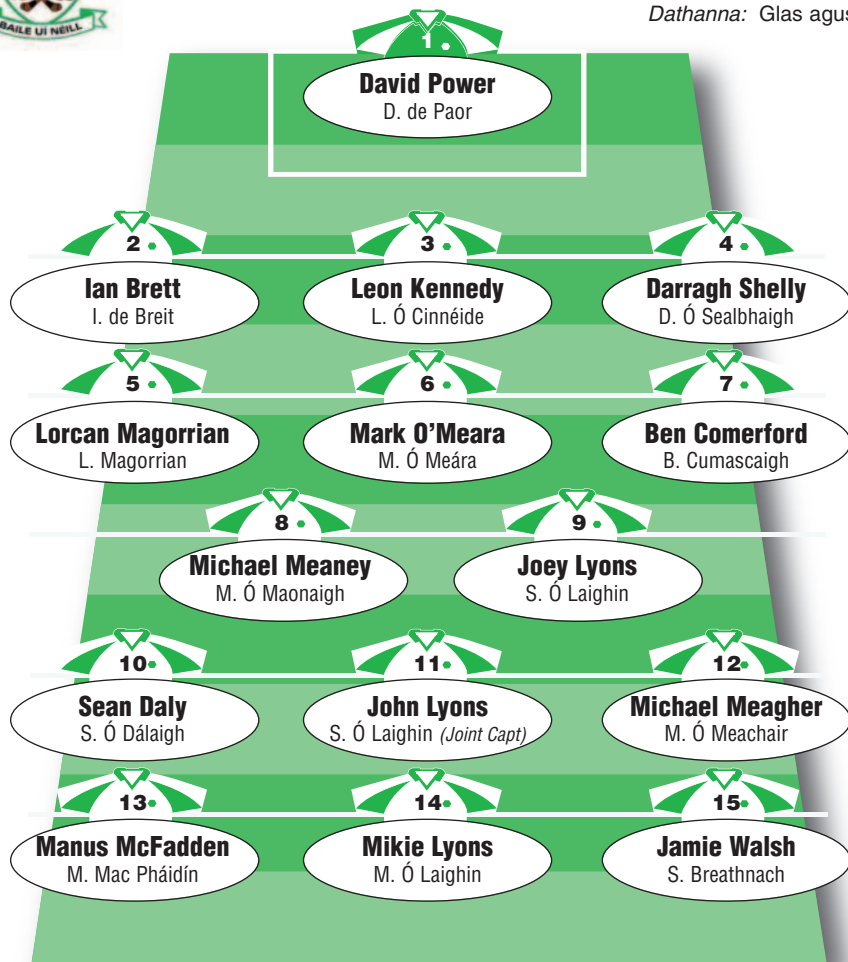 BAILE UÍ NÉILL
Dathanna: Glas agus
1
David Power
D. de Paor
2
3
4
Ian Brett
I. de Breit
Leon Kennedy
L. Ó Cinnéide
Darragh Shelly
D. Ó Sealbhaigh
5
6
7
Lorcan Magorrian
L. Magorrian
Mark O’Meara
M. Ó Meára
Ben Comerford
B. Cumascaigh
8
9
Michael Meaney
M. Ó Maonaigh
Joey Lyons
S. Ó Laighin
10
11
12
Sean Daly
S. Ó Dálaigh
John Lyons
S. Ó Laighin (Joint Capt)
Michael Meagher
M. Ó Meachair
13
14
15
Manus McFadden
M. Mac Pháidín
Mikie Lyons
M. Ó Laighin
Jamie Walsh
S. Breathnach